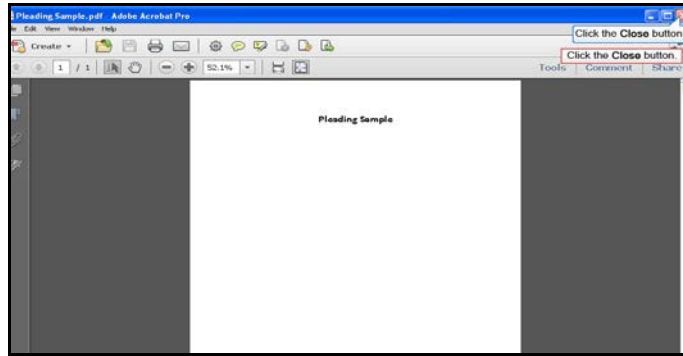 Pleading Sample.pdf - Adobe Acrobat Pro
Edit View Window Help
Click the Close button
Create
Click the Close button.
1 / 1
52.1%
Tools Comment Share
Pleading Sample